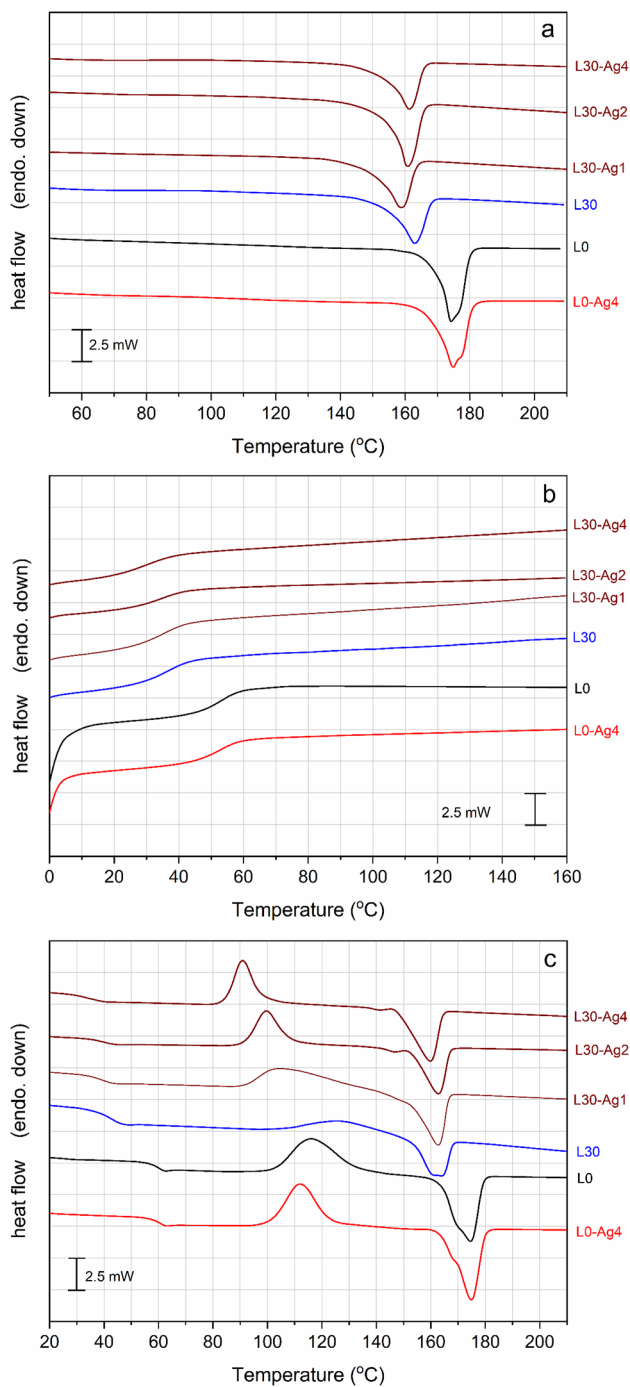 a
L30-Ag4
L30-Ag2
L30-Ag1
L30
L0
L0-Ag4
heat flow (endo. down)
2.5 mW
60 80 100 120 140 160 180 200
Temperature (°C)
b
L30-Ag4
L30-Ag2
L30-Ag1
L30
L0
L0-Ag4
heat flow (endo. down)
2.5 mW
0 20 40 60 80 100 120 140 160
Temperature (°C)
c
L30-Ag4
L30-Ag2
L30-Ag1
L30
L0
L0-Ag4
heat flow (endo. down)
2.5 mW
20 40 60 80 100 120 140 160 180 200
Temperature (°C)